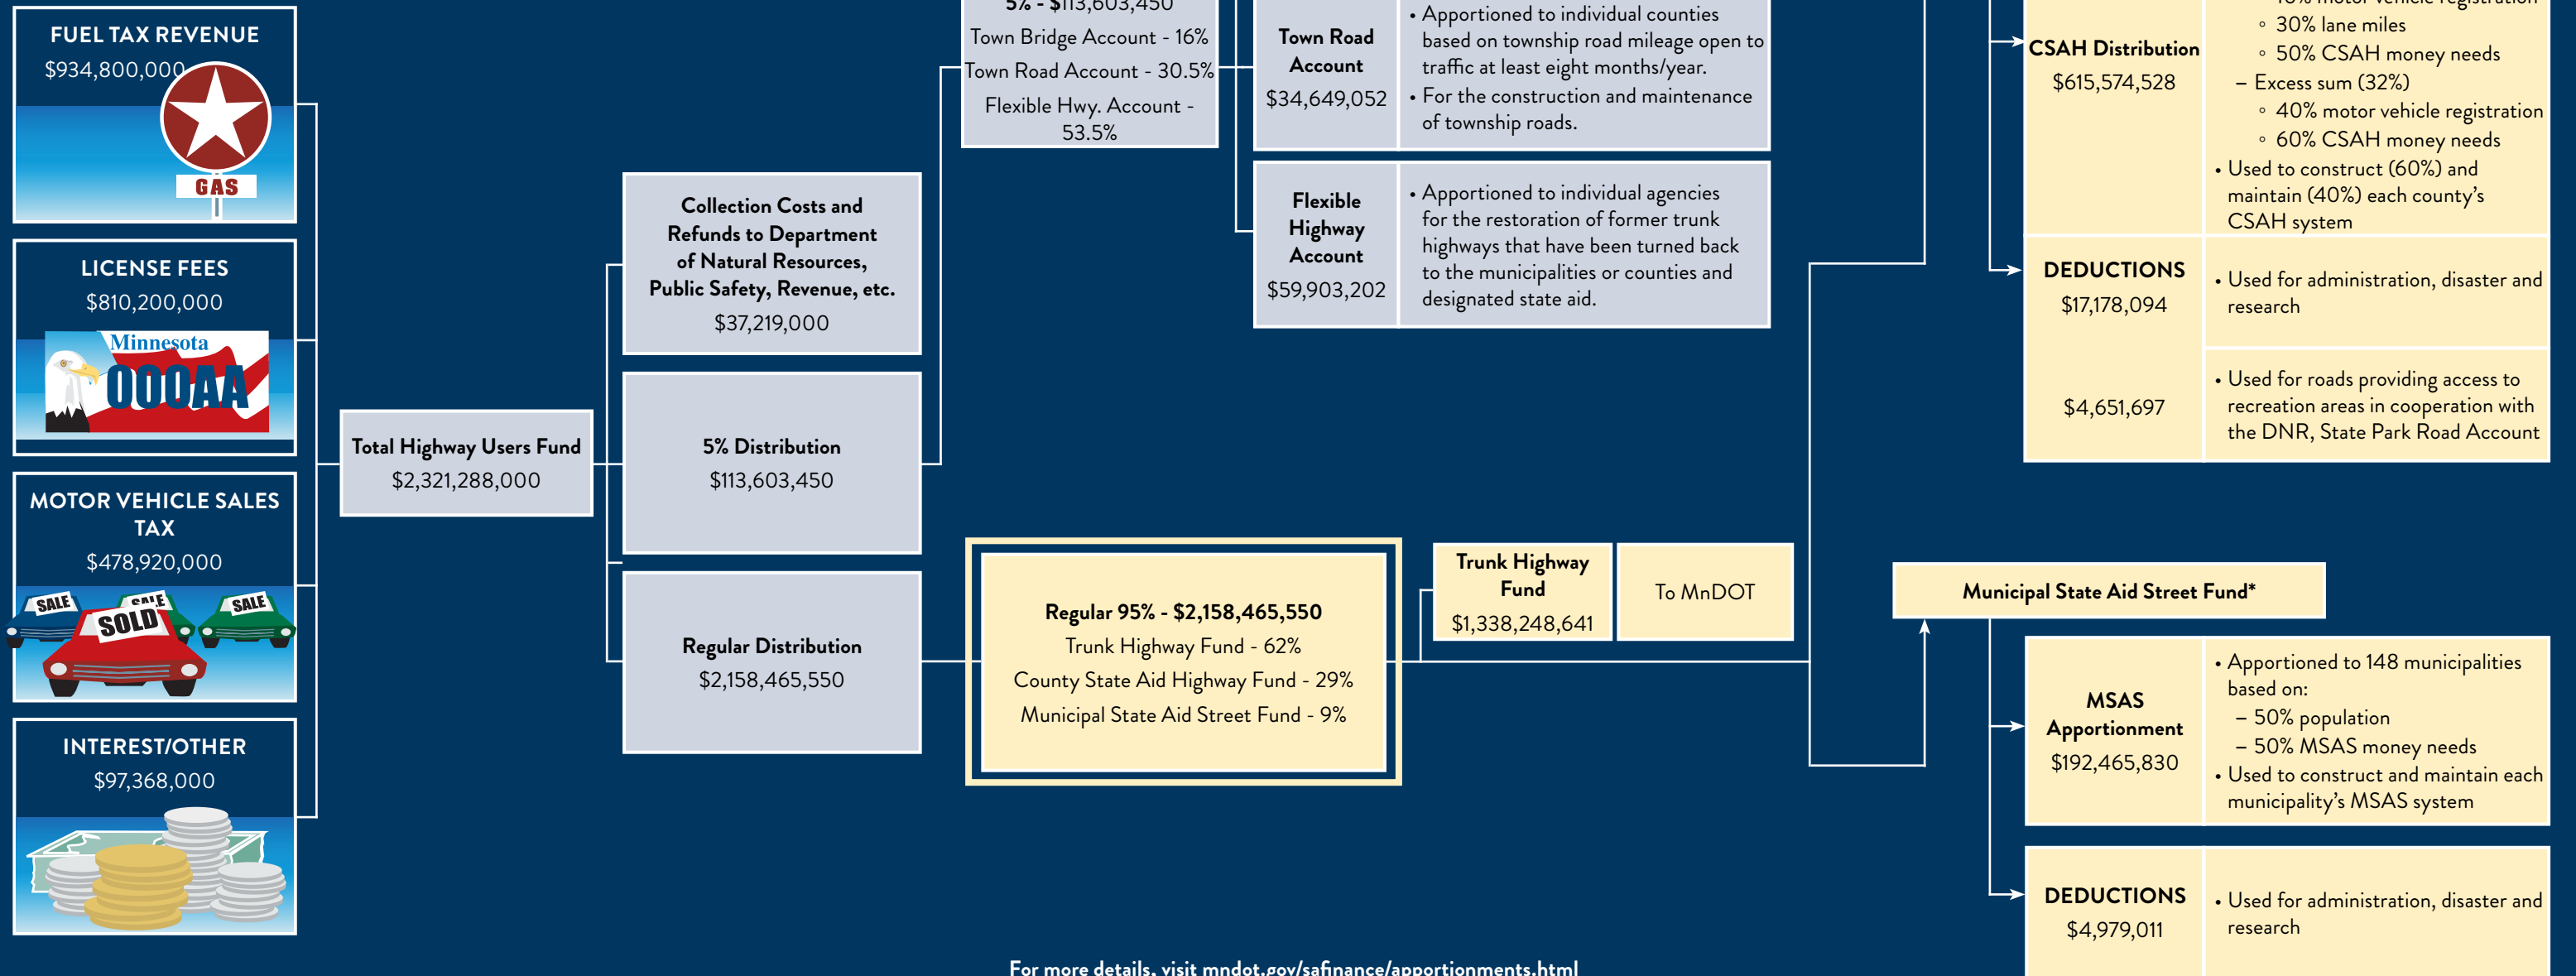 FUEL TAX REVENUE
$934,800,000
GAS
LICENSE FEES
$810,200,000
Minnesota
000AA
MOTOR VEHICLE SALES
TAX
$478,920,000
SALE
SALE
SALE
SOLD
INTEREST/OTHER
$97,368,000
Total Highway Users Fund
$2,321,288,000
Collection Costs and
Refunds to Department
of Natural Resources,
Public Safety, Revenue, etc.
$37,219,000
5% Distribution
$113,603,450
Regular Distribution
$2,158,465,550
5% - $113,603,450
Town Bridge Account - 16%
Town Road Account - 30.5%
Flexible Hwy. Account -
53.5%
Town Road
Account
$34,649,052
• Apportioned to individual counties
based on township road mileage open to
traffic at least eight months/year.
• For the construction and maintenance
of township roads.
Flexible
Highway
Account
$59,903,202
• Apportioned to individual agencies
for the restoration of former trunk
highways that have been turned back
to the municipalities or counties and
designated state aid.
Regular 95% - $2,158,465,550
Trunk Highway Fund - 62%
County State Aid Highway Fund - 29%
Municipal State Aid Street Fund - 9%
Trunk Highway
Fund
$1,338,248,641
To MnDOT
CSAH Distribution
$615,574,528
motor vehicle registration
◦ 30% lane miles
◦ 50% CSAH money needs
– Excess sum (32%)
◦ 40% motor vehicle registration
◦ 60% CSAH money needs
• Used to construct (60%) and
maintain (40%) each county's
CSAH system
DEDUCTIONS
$17,178,094
• Used for administration, disaster and
research
$4,651,697
• Used for roads providing access to
recreation areas in cooperation with
the DNR, State Park Road Account
Municipal State Aid Street Fund*
MSAS
Apportionment
$192,465,830
• Apportioned to 148 municipalities
based on:
– 50% population
– 50% MSAS money needs
• Used to construct and maintain each
municipality's MSAS system
DEDUCTIONS
$4,979,011
• Used for administration, disaster and
research
For more details, visit mndot.gov/safinance/apportionments.html